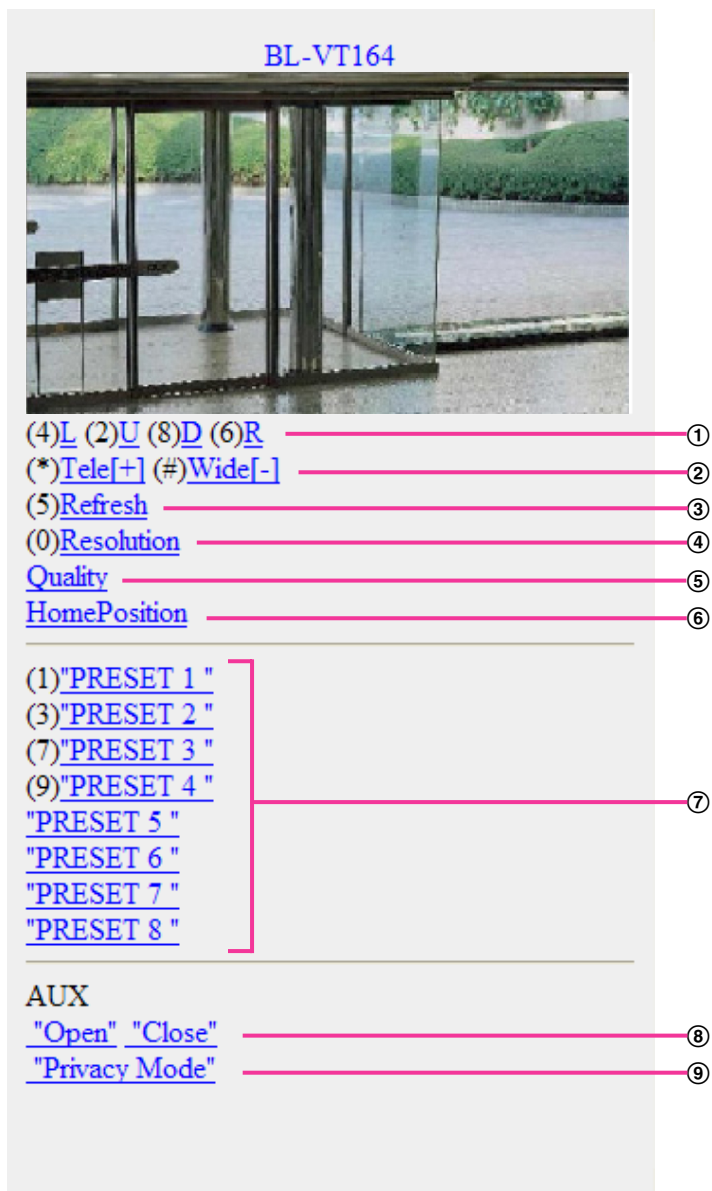 BL-VT164
(4)L (2)U (8)D (6)R ①
(*)Tele[+] (#)Wide[-] ②
(5)Refresh ③
(0)Resolution ④
Quality ⑤
HomePosition ⑥
(1)"PRESET 1 "
(3)"PRESET 2 "
(7)"PRESET 3 "
(9)"PRESET 4 " ⑦
"PRESET 5 "
"PRESET 6 "
"PRESET 7 "
"PRESET 8 "
AUX
"Open" "Close" ⑧
"Privacy Mode" ⑨